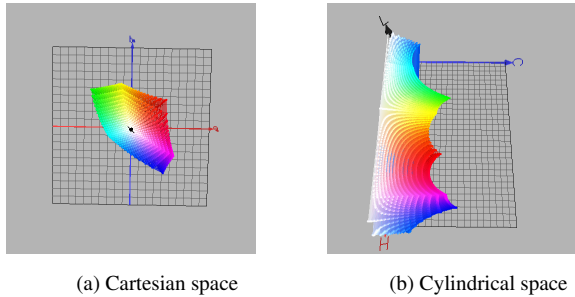 b
a
L
C
H
(a) Cartesian space
(b) Cylindrical space